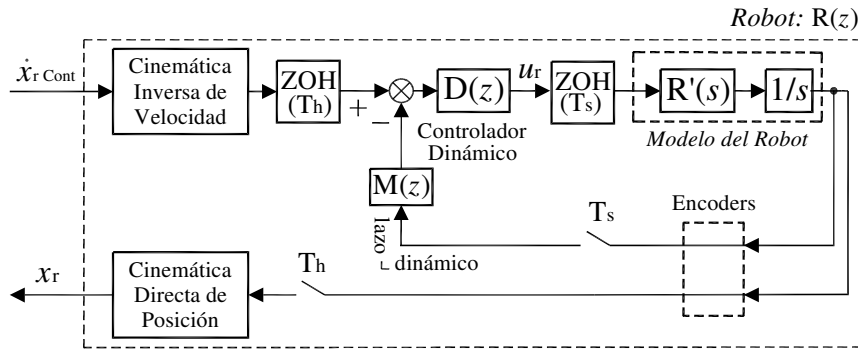 Robot: R(z)
ẋr Cont
Cinemática
Inversa de
Velocidad
ZOH
(Th)
+
−
D(z)
ur
ZOH
(Ts)
R'(s)
1/s
Modelo del Robot
Controlador
Dinámico
M(z)
lazo
dinámico
Ts
Encoders
Th
xr
Cinemática
Directa de
Posición